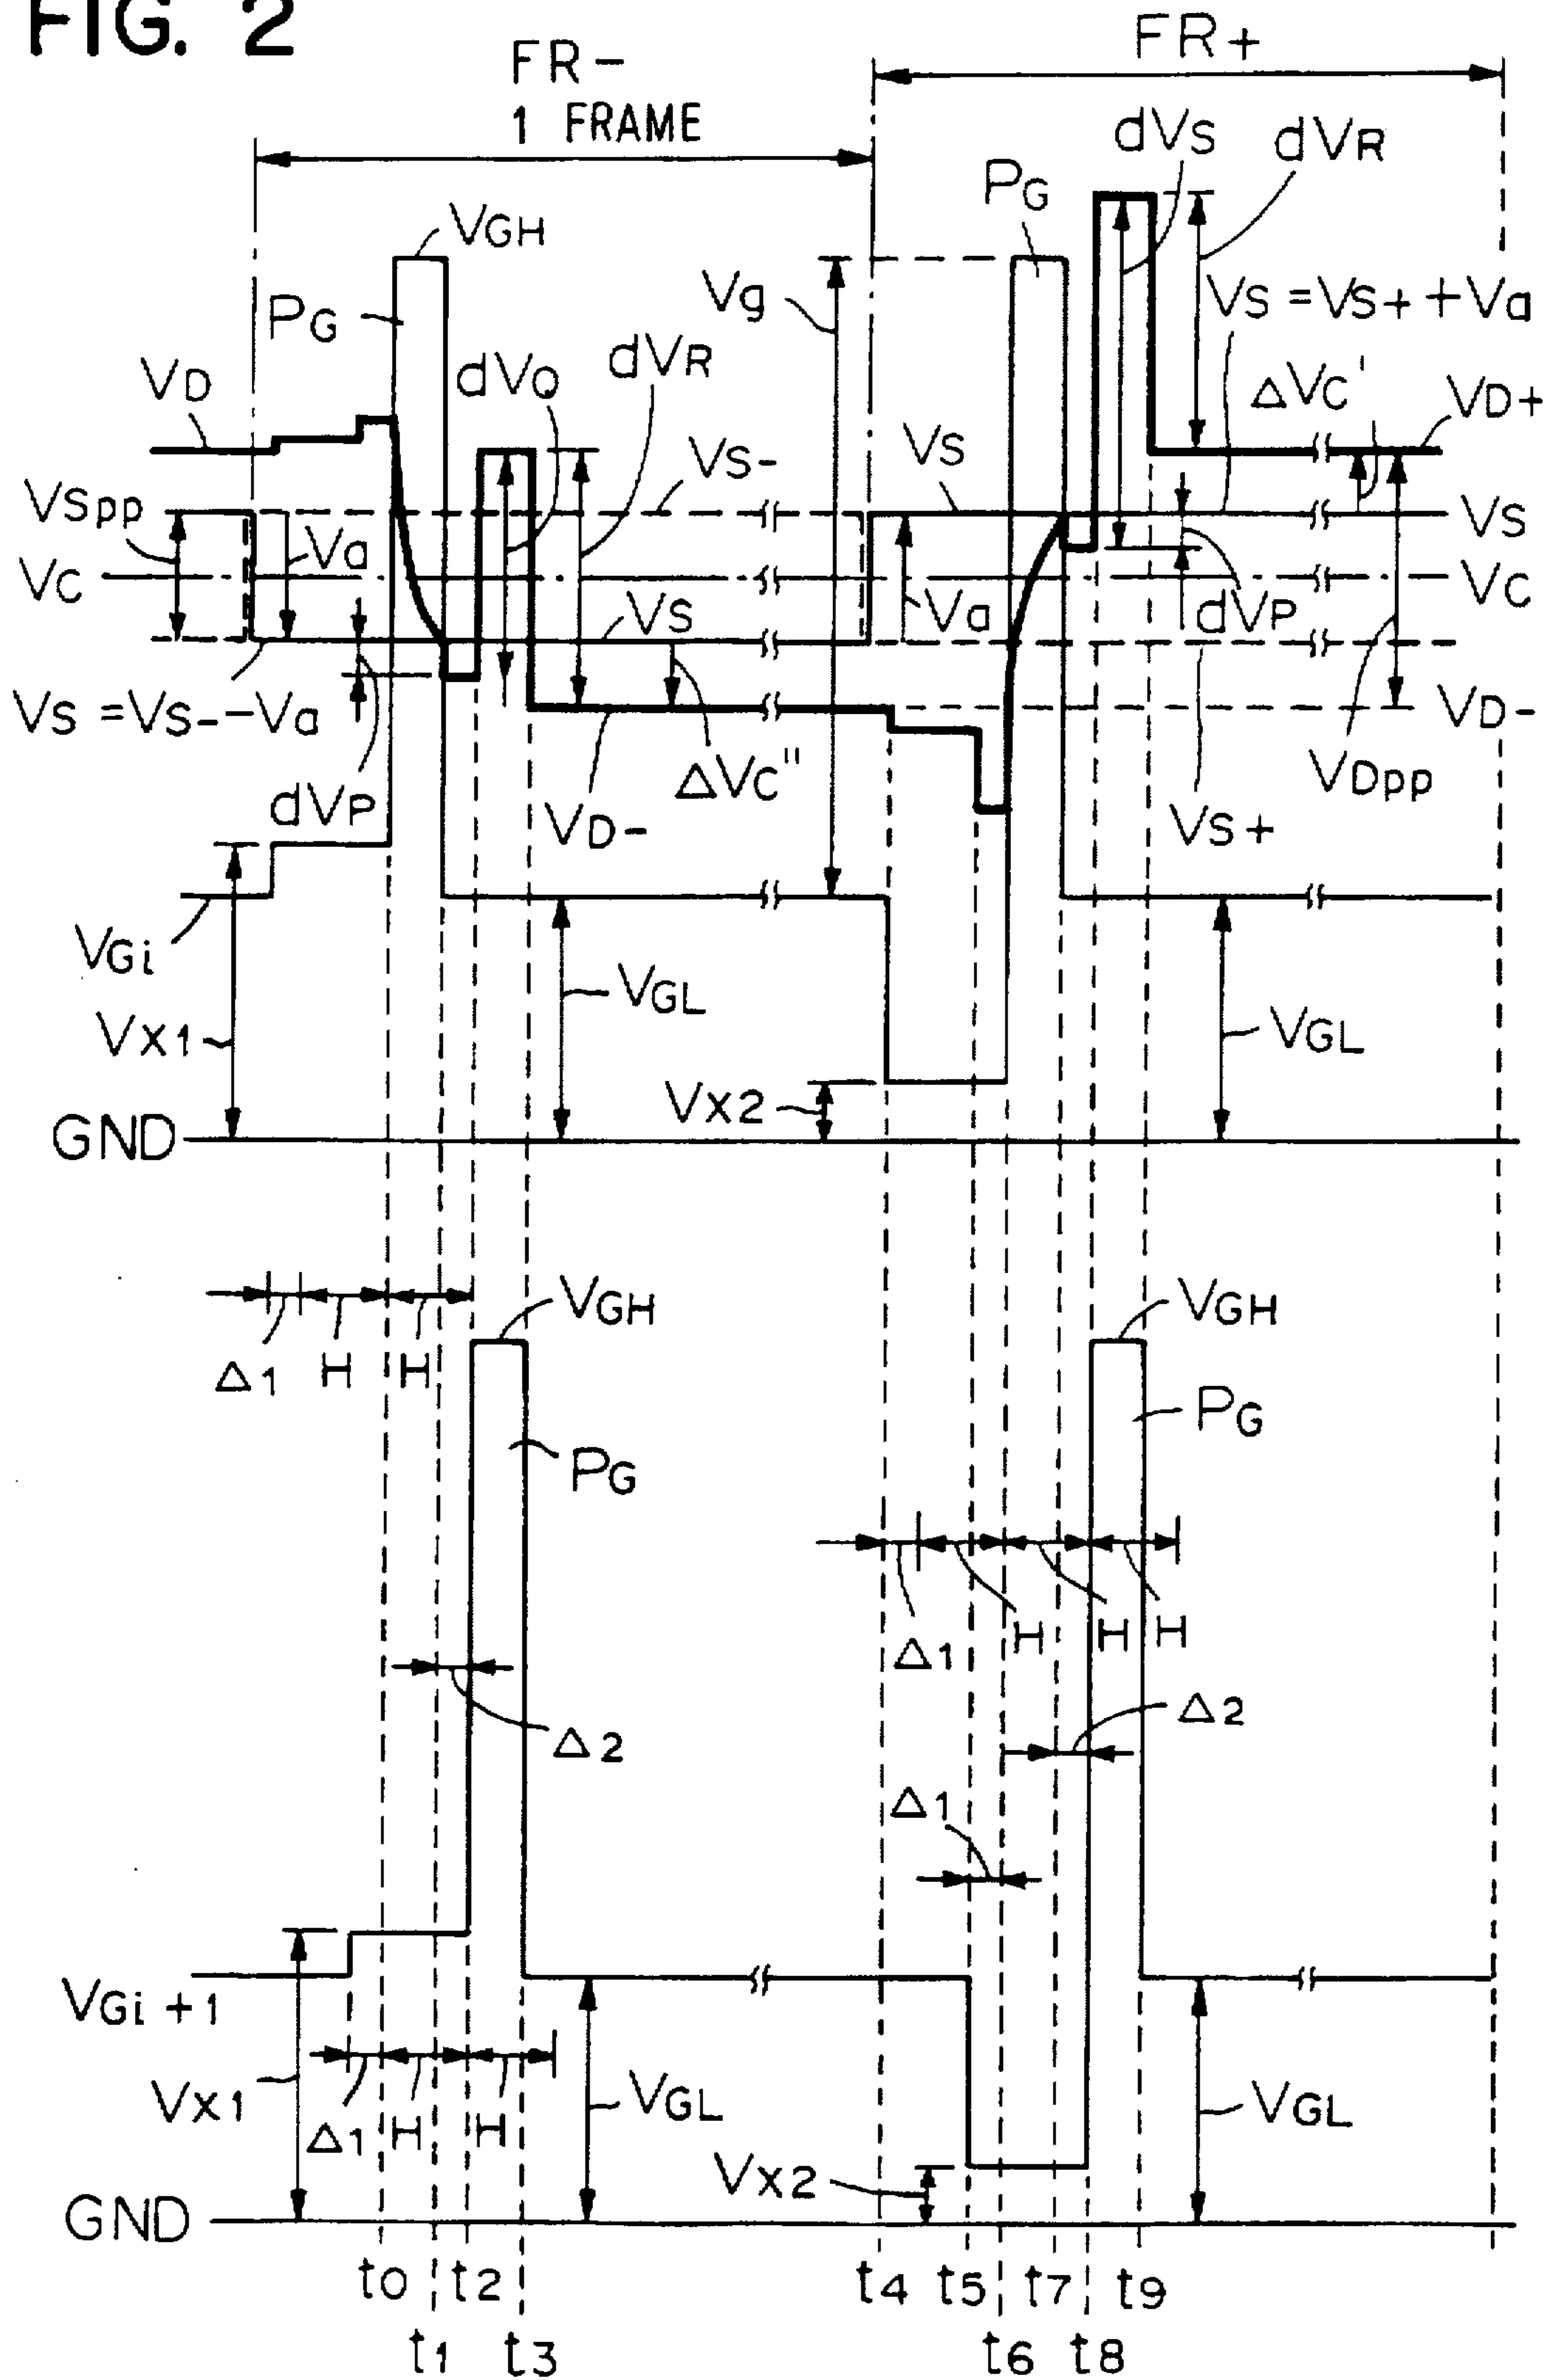 FIG. 2
FR-
1 FRAME
FR+
dVS
dVR
PG
VGH
Vg
PG
VS = VS+ + Va
VD
dVQ
dVR
ΔVC'
VD+
VS-
VS
VSpp
Va
VS
VC
VC
VS
Va
dVP
VS = VS- - Va
VD-
ΔVC"
VDpp
dVP
VD-
VS+
VGi
VGL
VX1
VGL
VX2
GND
VGH
VGH
Δ1
H
H
PG
PG
Δ1
H
H
H
Δ2
Δ2
Δ1
VGi+1
VX1
VGL
VGL
Δ1
H
H
VX2
GND
t0
t2
t4
t5
t7
t9
t1
t3
t6
t8